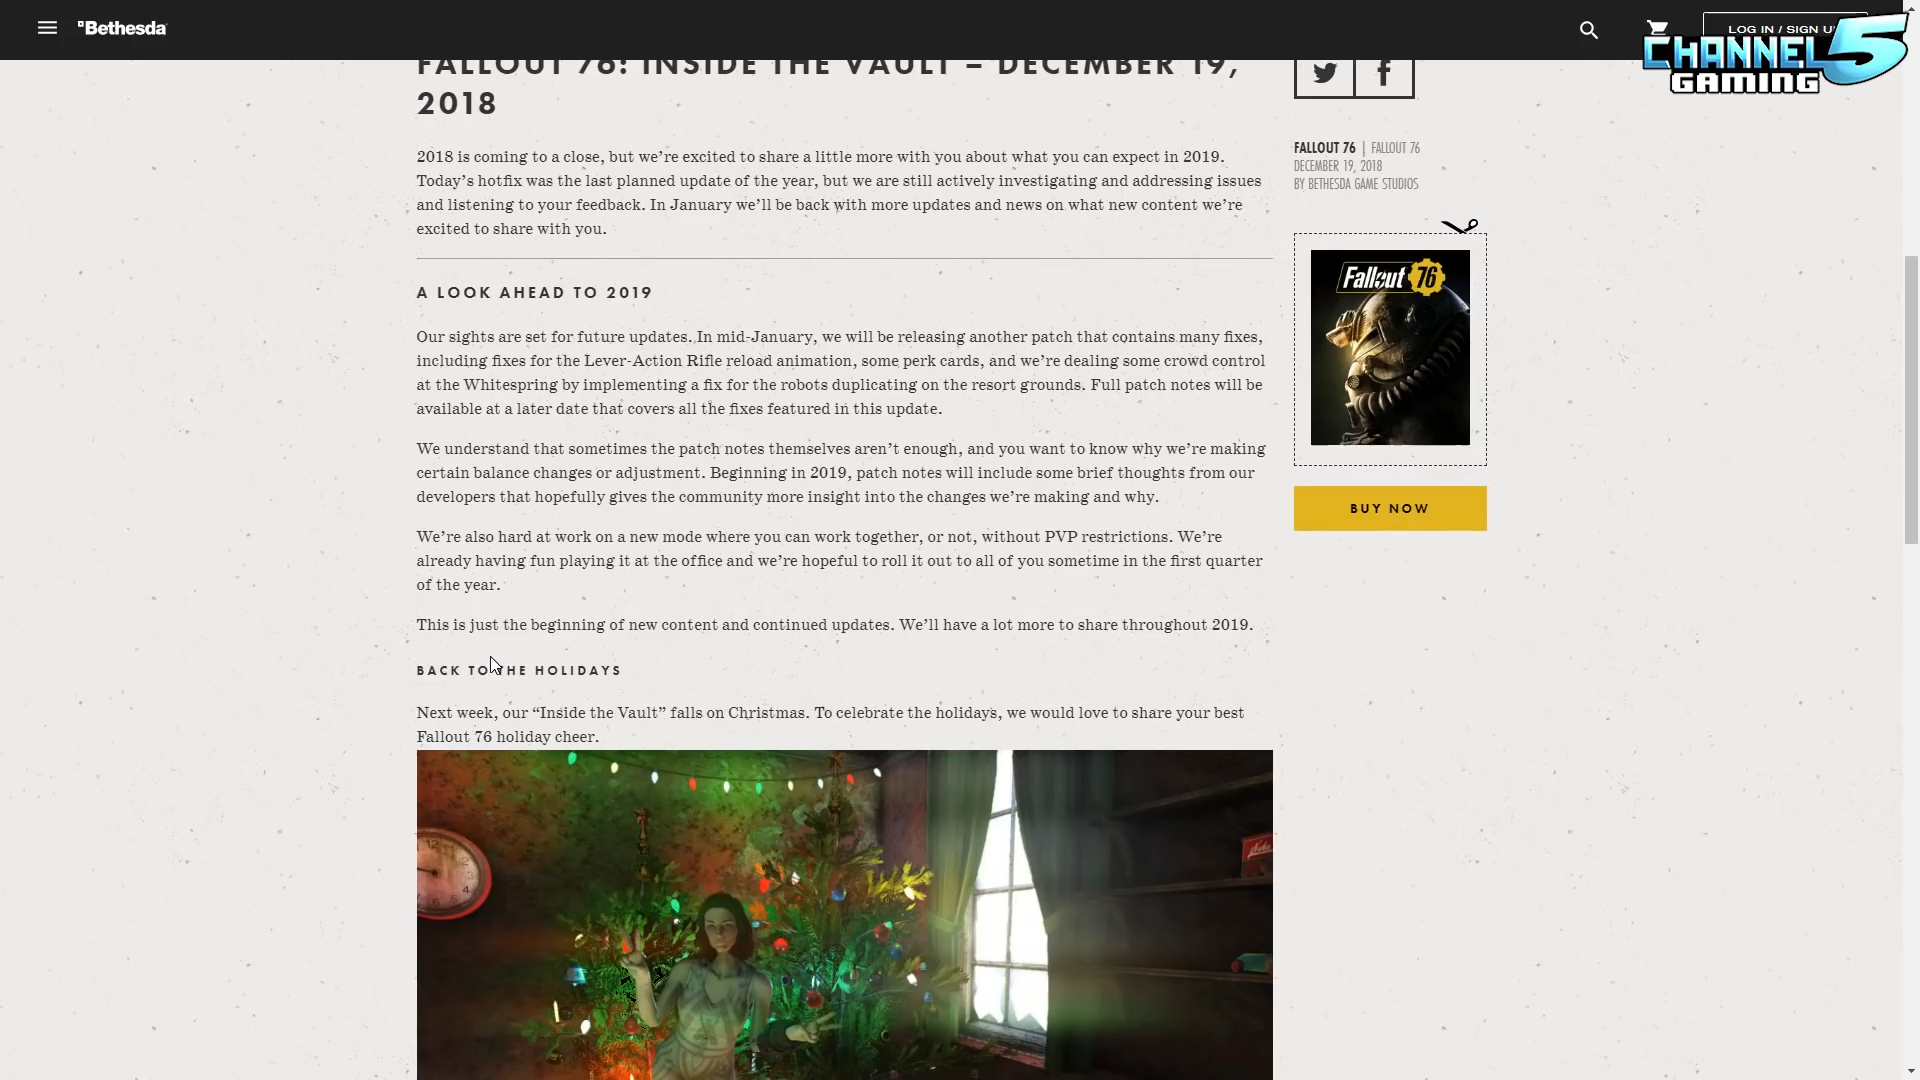 Bethesda
LOG IN / SIGN U
CHANNEL 5
GAMING
FALLOUT 76: INSIDE THE VAULT – DECEMBER 19,
2018
2018 is coming to a close, but we’re excited to share a little more with you about what you can expect in 2019.
Today’s hotfix was the last planned update of the year, but we are still actively investigating and addressing issues
and listening to your feedback. In January we’ll be back with more updates and news on what new content we’re
excited to share with you.
A LOOK AHEAD TO 2019
Our sights are set for future updates. In mid-January, we will be releasing another patch that contains many fixes,
including fixes for the Lever-Action Rifle reload animation, some perk cards, and we’re dealing some crowd control
at the Whitespring by implementing a fix for the robots duplicating on the resort grounds. Full patch notes will be
available at a later date that covers all the fixes featured in this update.
We understand that sometimes the patch notes themselves aren’t enough, and you want to know why we’re making
certain balance changes or adjustment. Beginning in 2019, patch notes will include some brief thoughts from our
developers that hopefully gives the community more insight into the changes we’re making and why.
We’re also hard at work on a new mode where you can work together, or not, without PVP restrictions. We’re
already having fun playing it at the office and we’re hopeful to roll it out to all of you sometime in the first quarter
of the year.
This is just the beginning of new content and continued updates. We’ll have a lot more to share throughout 2019.
BACK TO THE HOLIDAYS
Next week, our “Inside the Vault” falls on Christmas. To celebrate the holidays, we would love to share your best
Fallout 76 holiday cheer.
FALLOUT 76 | FALLOUT 76
DECEMBER 19, 2018
BY BETHESDA GAME STUDIOS
Fallout 76
BUY NOW